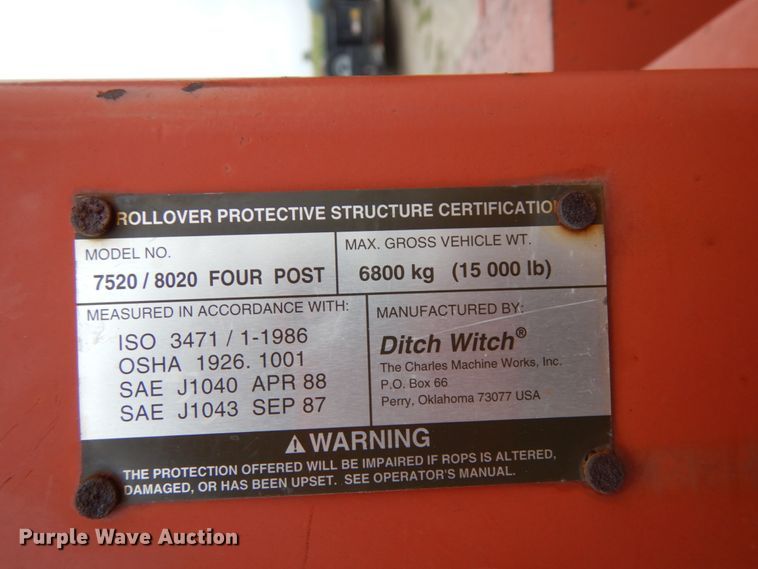 ROLLOVER PROTECTIVE STRUCTURE CERTIFICATION
MODEL NO.
7520 / 8020 FOUR POST
MAX. GROSS VEHICLE WT.
6800 kg (15 000 lb)
MEASURED IN ACCORDANCE WITH:
ISO 3471 / 1-1986
OSHA 1926. 1001
SAE J1040 APR 88
SAE J1043 SEP 87
MANUFACTURED BY:
Ditch Witch®
The Charles Machine Works, Inc.
P.O. Box 66
Perry, Oklahoma 73077 USA
⚠WARNING
THE PROTECTION OFFERED WILL BE IMPAIRED IF ROPS IS ALTERED,
DAMAGED, OR HAS BEEN UPSET. SEE OPERATOR'S MANUAL.
Purple Wave Auction